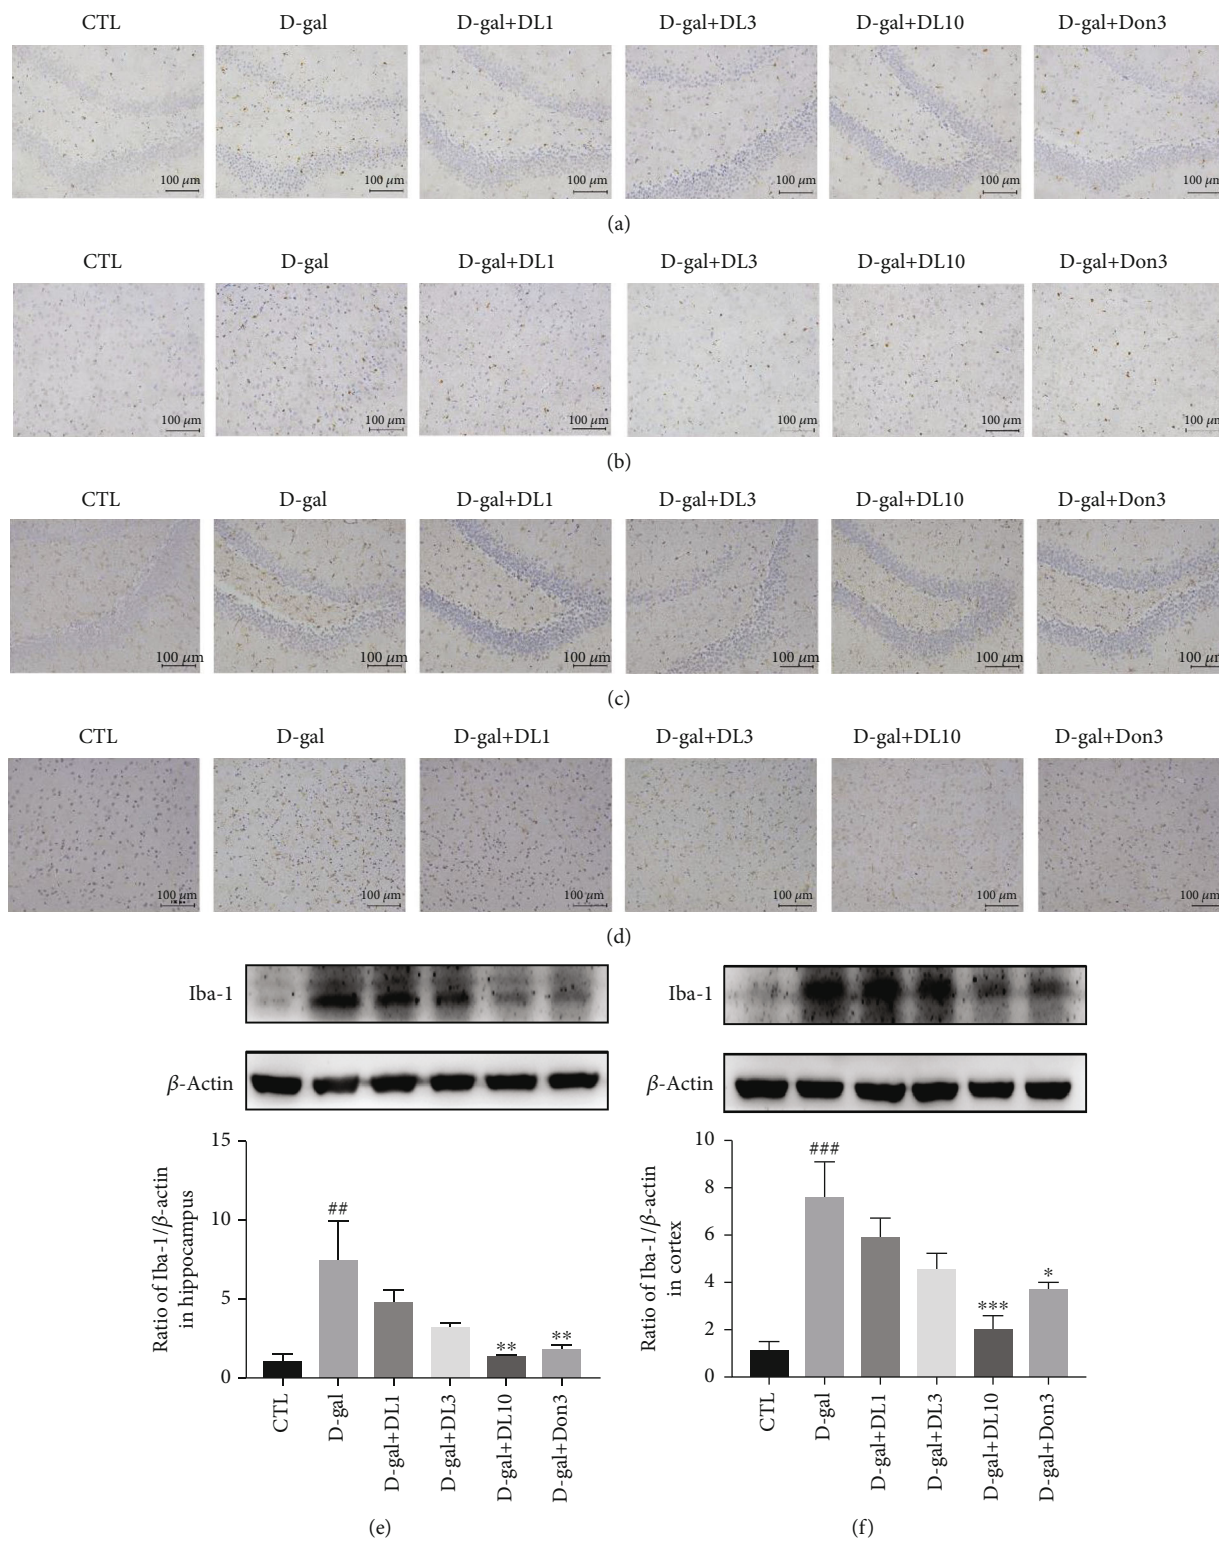 CTL D-gal D-gal+DL1 D-gal+DL3 D-gal+DL10 D-gal+Don3
100 μm 100 μm 100 μm 100 μm 100 μm 100 μm
(a)
CTL D-gal D-gal+DL1 D-gal+DL3 D-gal+DL10 D-gal+Don3
100 μm 100 μm 100 μm 100 μm 100 μm 100 μm
(b)
CTL D-gal D-gal+DL1 D-gal+DL3 D-gal+DL10 D-gal+Don3
100 μm 100 μm 100 μm 100 μm 100 μm 100 μm
(c)
CTL D-gal D-gal+DL1 D-gal+DL3 D-gal+DL10 D-gal+Don3
100 μm 100 μm 100 μm 100 μm 100 μm 100 μm
(d)
Iba-1
β-Actin
Ratio of Iba-1/β-actin
in hippocampus
15
10
5
0
##
**
**
CTL
D-gal
D-gal+DL1
D-gal+DL3
D-gal+DL10
D-gal+Don3
(e)
Iba-1
β-Actin
Ratio of Iba-1/β-actin
in cortex
10
8
6
4
2
0
###
***
*
CTL
D-gal
D-gal+DL1
D-gal+DL3
D-gal+DL10
D-gal+Don3
(f)